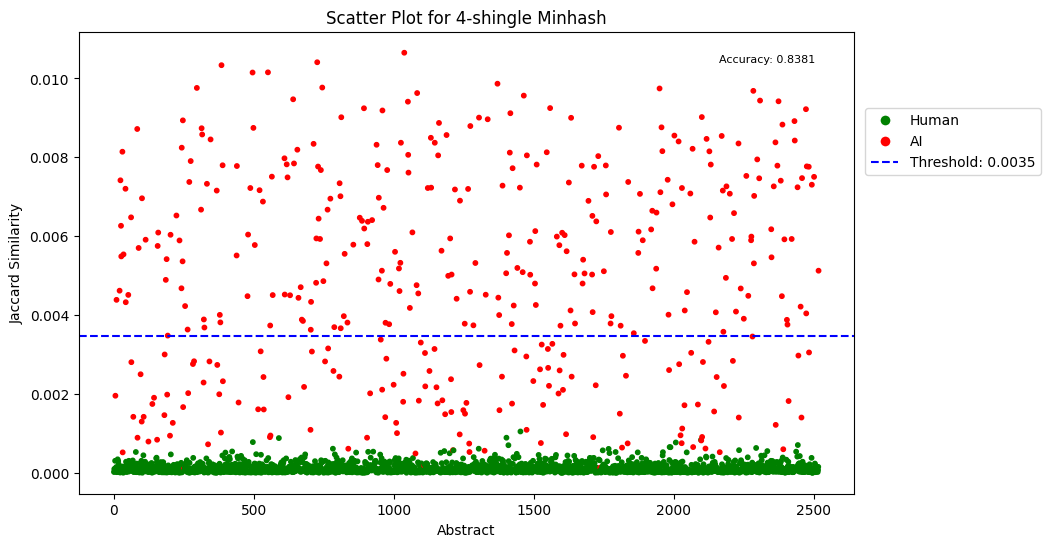 Scatter Plot for 4-shingle Minhash
Accuracy: 0.8381
Human
AI
Threshold: 0.0035
Jaccard Similarity
0.010
0.008
0.006
0.004
0.002
0.000
0 500 1000 1500 2000 2500
Abstract